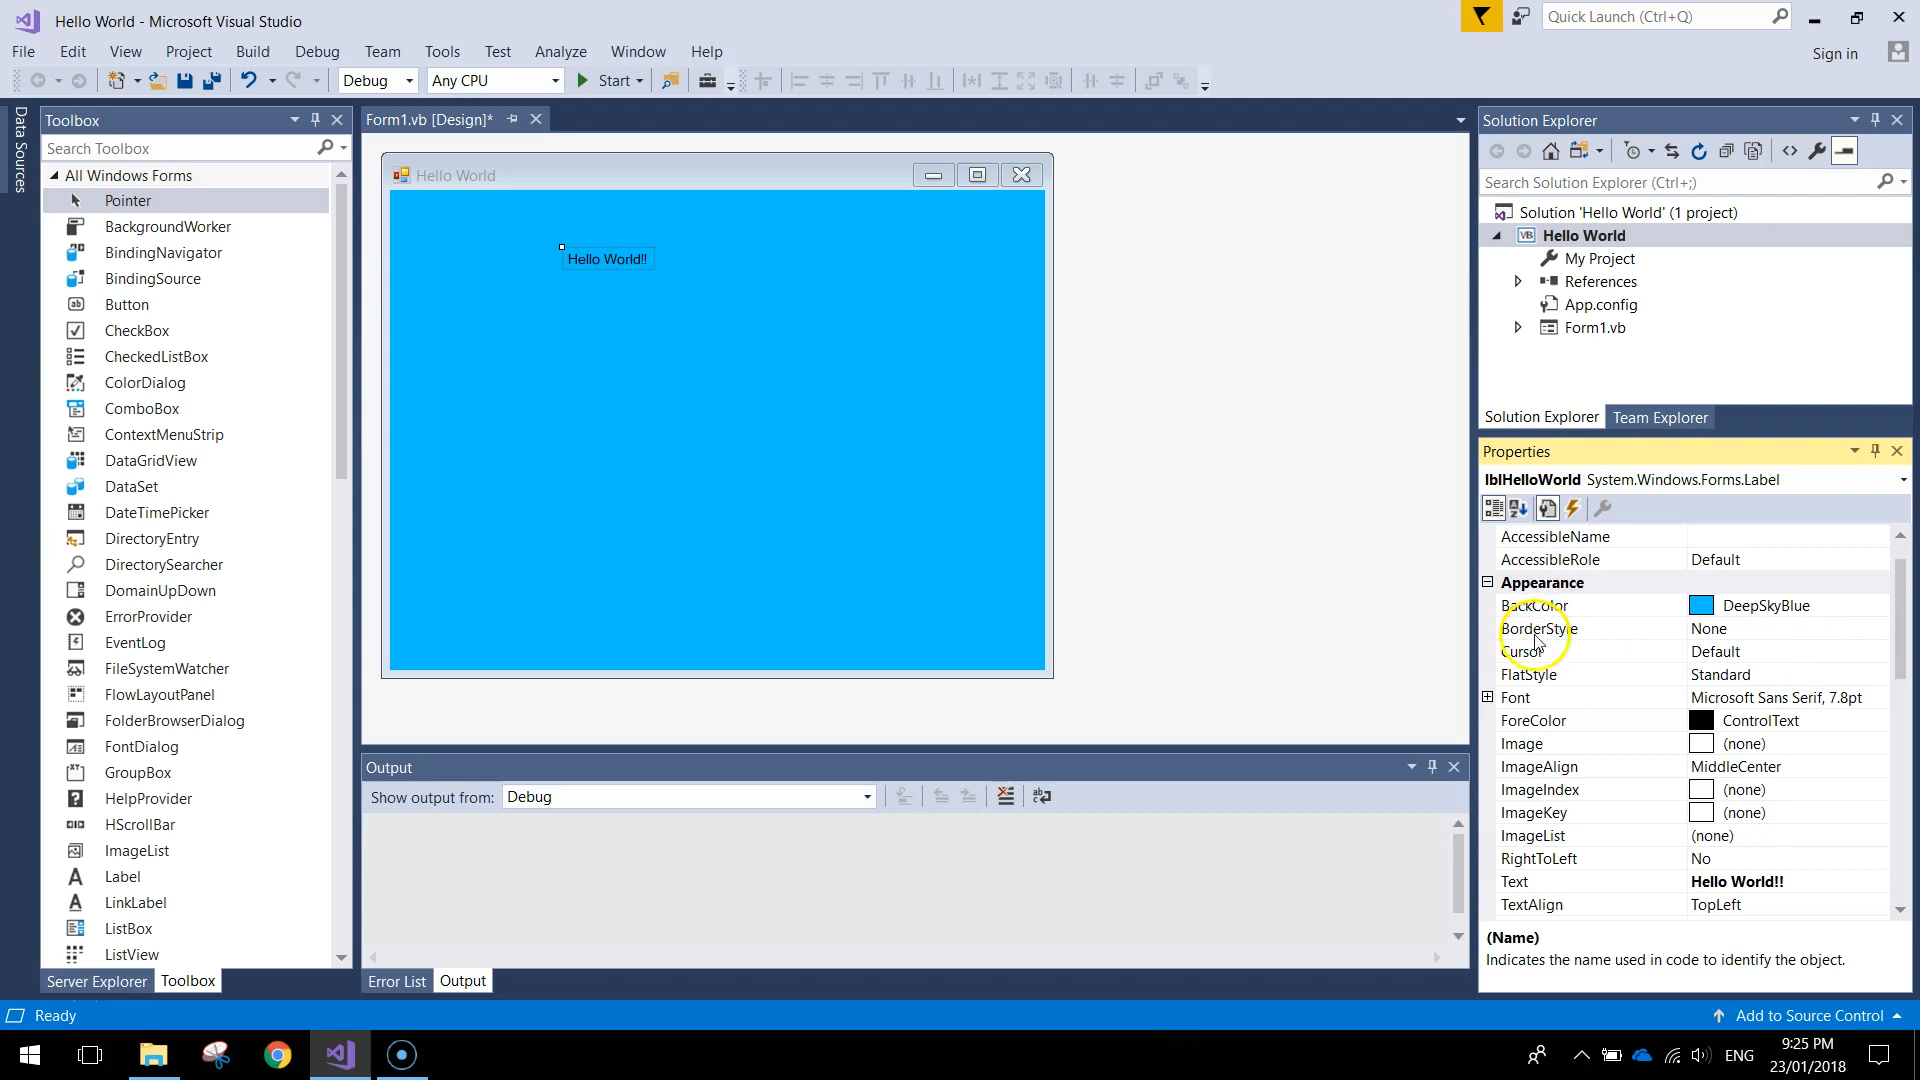 Hello World - Microsoft Visual Studio
Quick Launch (Ctrl+Q)
File Edit View Project Build Debug Team Tools Test Analyze Window Help
Sign in
Debug Any CPU Start
Data Sources
Toolbox
Search Toolbox
All Windows Forms
Pointer
BackgroundWorker
BindingNavigator
BindingSource
Button
CheckBox
CheckedListBox
ColorDialog
ComboBox
ContextMenuStrip
DataGridView
DataSet
DateTimePicker
DirectoryEntry
DirectorySearcher
DomainUpDown
ErrorProvider
EventLog
FileSystemWatcher
FlowLayoutPanel
FolderBrowserDialog
FontDialog
GroupBox
HelpProvider
HScrollBar
ImageList
Label
LinkLabel
ListBox
ListView
Server Explorer Toolbox
Form1.vb [Design]*
Hello World
Hello World!!
Output
Show output from: Debug
Error List Output
Solution Explorer
Search Solution Explorer (Ctrl+;)
Solution 'Hello World' (1 project)
VB Hello World
My Project
References
App.config
Form1.vb
Solution Explorer Team Explorer
Properties
lblHelloWorld System.Windows.Forms.Label
AccessibleName
AccessibleRole Default
Appearance
BackColor DeepSkyBlue
BorderStyle None
Cursor Default
FlatStyle Standard
Font Microsoft Sans Serif, 7.8pt
ForeColor ControlText
Image (none)
ImageAlign MiddleCenter
ImageIndex (none)
ImageKey (none)
ImageList (none)
RightToLeft No
Text Hello World!!
TextAlign TopLeft
(Name)
Indicates the name used in code to identify the object.
Ready
Add to Source Control
ENG
9:25 PM
23/01/2018